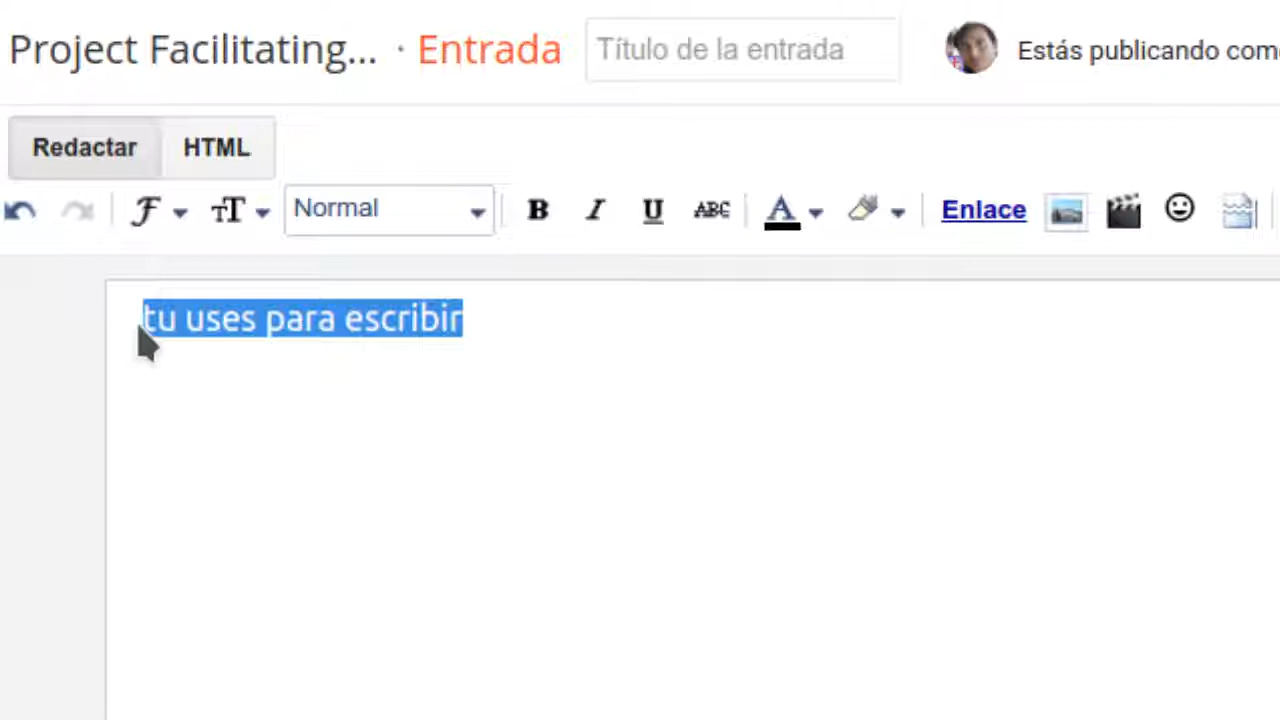 Project Facilitating... · Entrada Título de la entrada Estás publicando com
Redactar HTML
F TT Normal B I U ABC A Enlace
tu uses para escribir